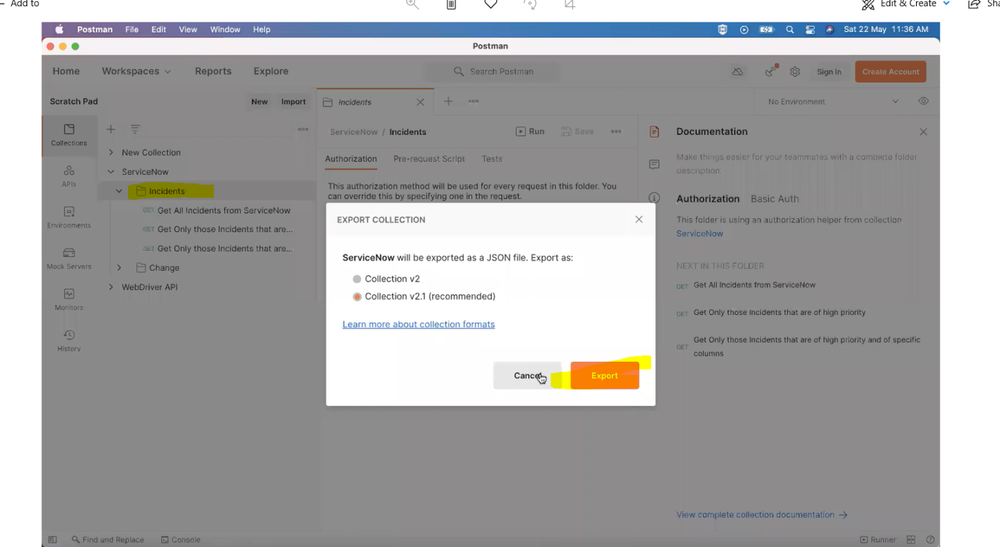 Add to
Edit & Create
Postman File Edit View Window Help
Sat 22 May 11:36 AM
Postman
Home Workspaces Reports Explore
Search Postman
Sign In
Create Account
Scratch Pad
New
Import
Incidents
No Environment
Collections
APIs
Environments
Mock Servers
Monitors
History
New Collection
ServiceNow
Incidents
GET Get All Incidents from ServiceNow
GET Get Only those Incidents that are...
GET Get Only those Incidents that are...
Change
WebDriver API
ServiceNow / Incidents
Run
Save
Authorization Pre-request Script Tests
This authorization method will be used for every request in this folder. You
can override this by specifying one in the request.
EXPORT COLLECTION
ServiceNow will be exported as a JSON file. Export as:
Collection v2
Collection v2.1 (recommended)
Learn more about collection formats
Cancel
Export
Documentation
Make things easier for your teammates with a complete folder
description.
Authorization Basic Auth
This folder is using an authorization helper from collection
ServiceNow
NEXT IN THIS FOLDER
GET Get All Incidents from ServiceNow
GET Get Only those Incidents that are of high priority
GET Get Only those Incidents that are of high priority and of specific
columns
View complete collection documentation →
Find and Replace
Console
Runner